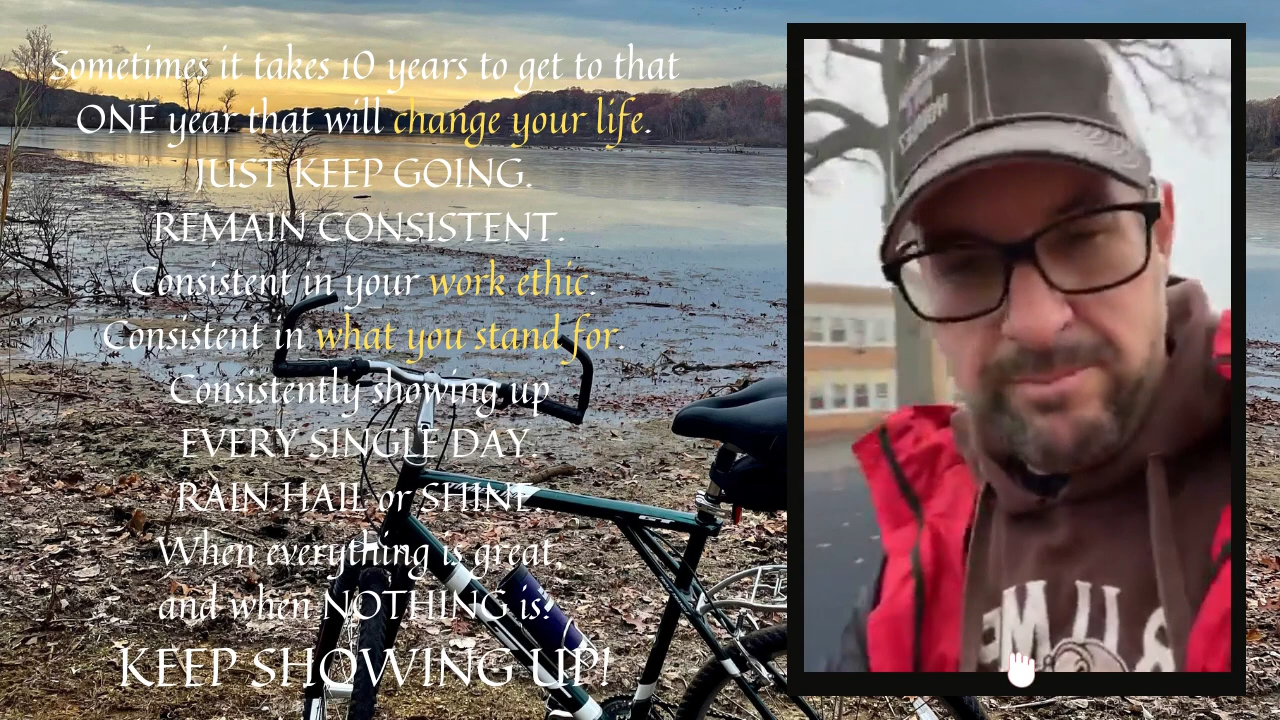 Sometimes it takes 10 years to get to that
ONE year that will change your life.
JUST KEEP GOING.
REMAIN CONSISTENT.
Consistent in your work ethic.
Consistent in what you stand for.
Consistently showing up
EVERY SINGLE DAY.
RAIN.HAIL or SHINE.
When everything is great,
and when NOTHING is.
KEEP SHOWING UP!